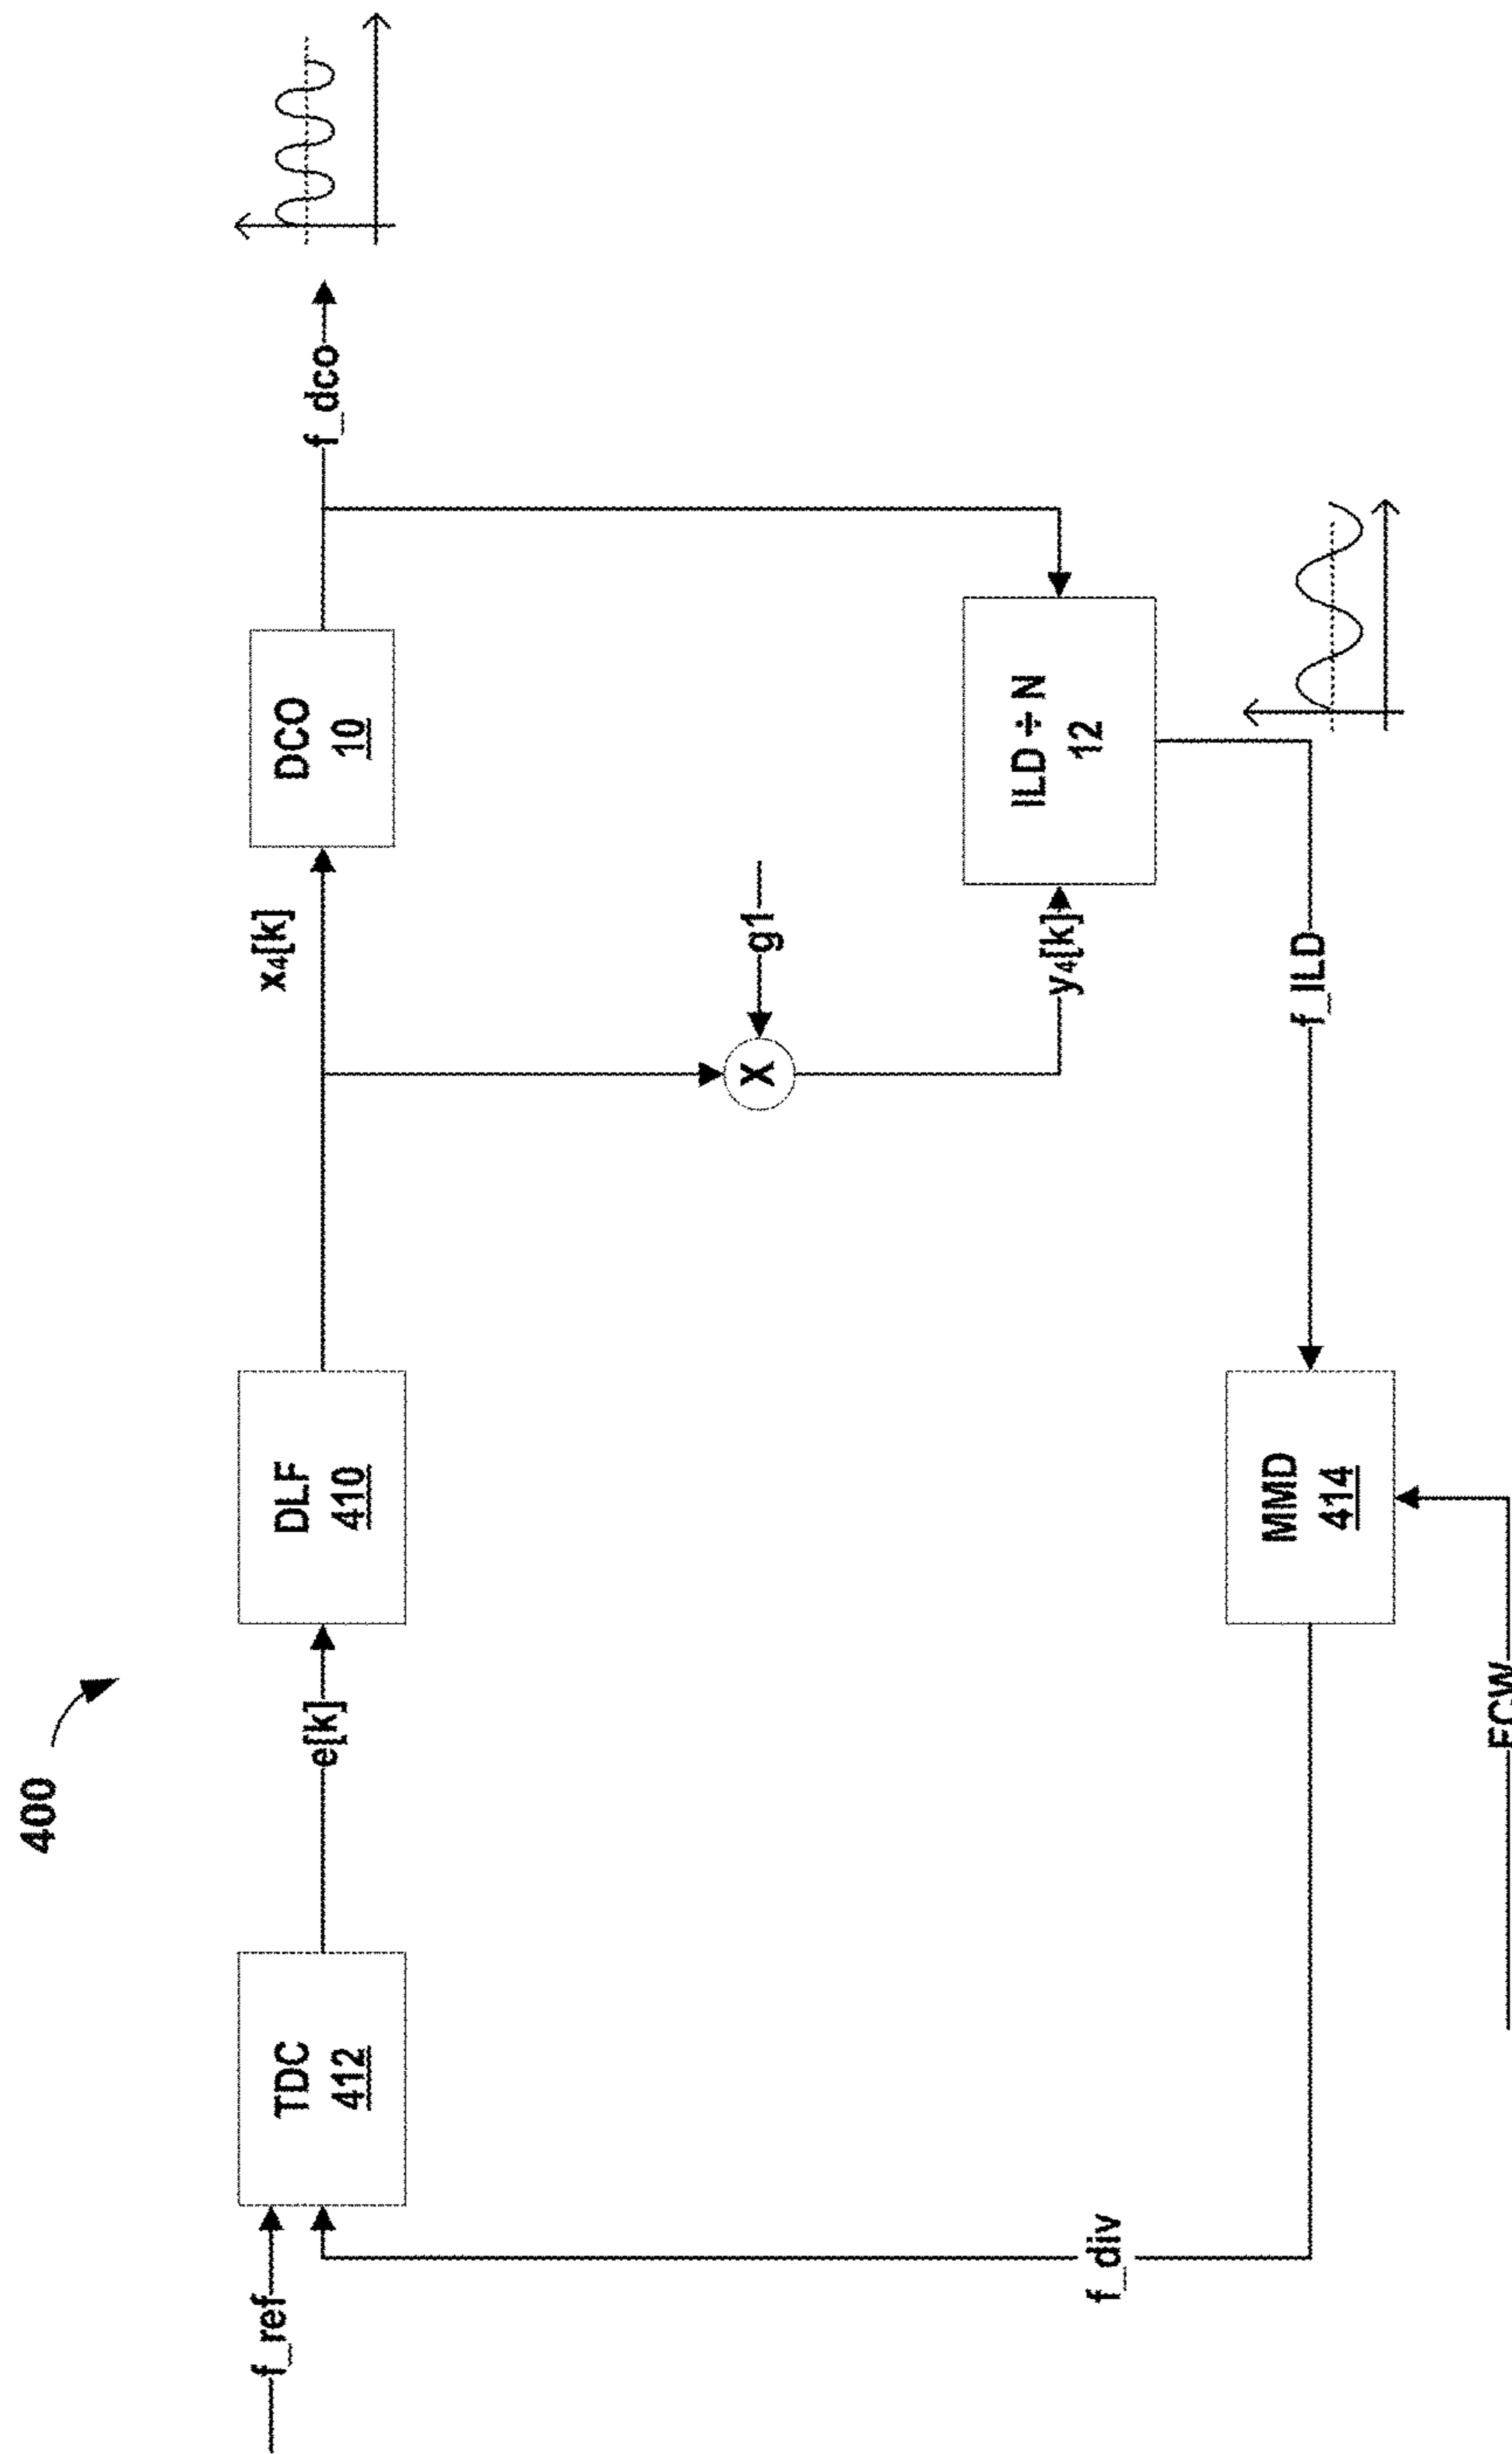 400
f_ref
TDC
412
e[k]
DLF
410
x₄[k]
DCO
10
f_dco
g1
X
y₄[k]
ILD ÷ N
12
f_ILD
MMD
414
f_div
FCW